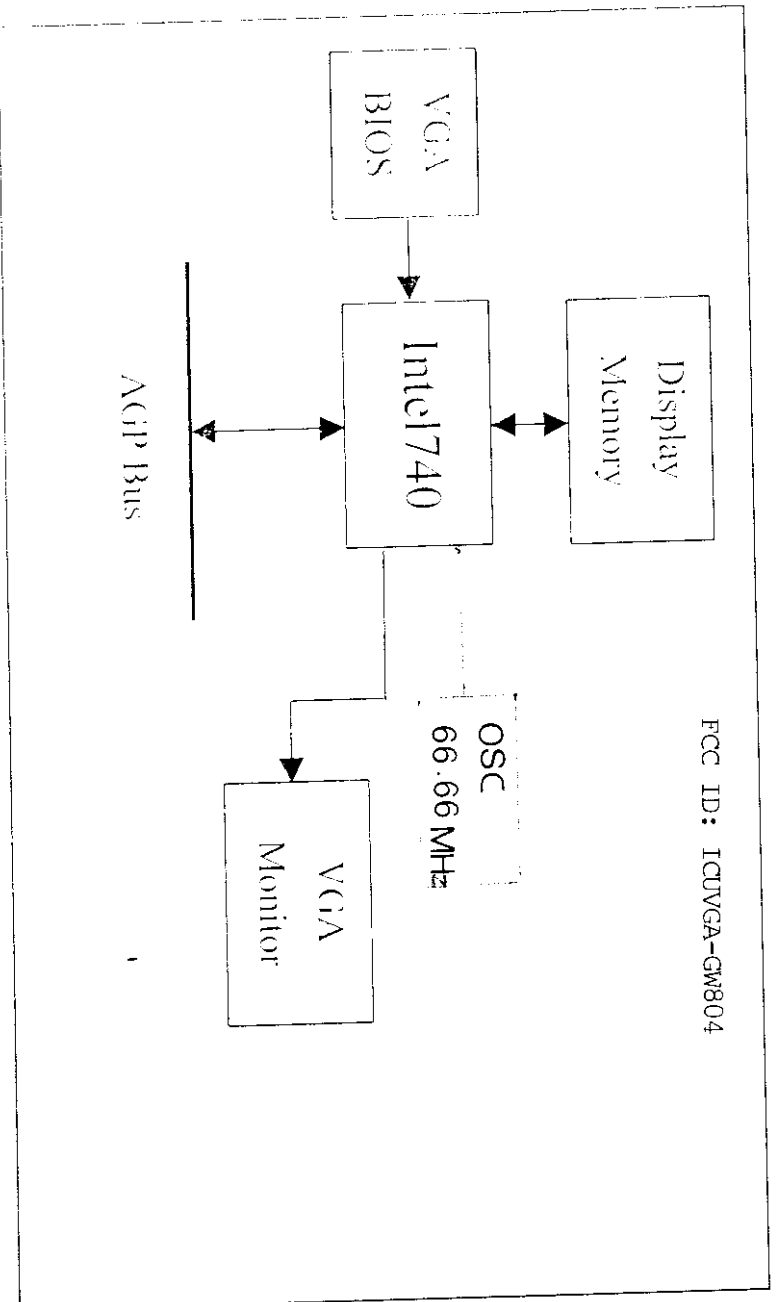 FCC ID: ICUVGA-GW804
Display
Memory
OSC
66.66 MHz
VGA
BIOS
Intel740
VGA
Monitor
AGP Bus